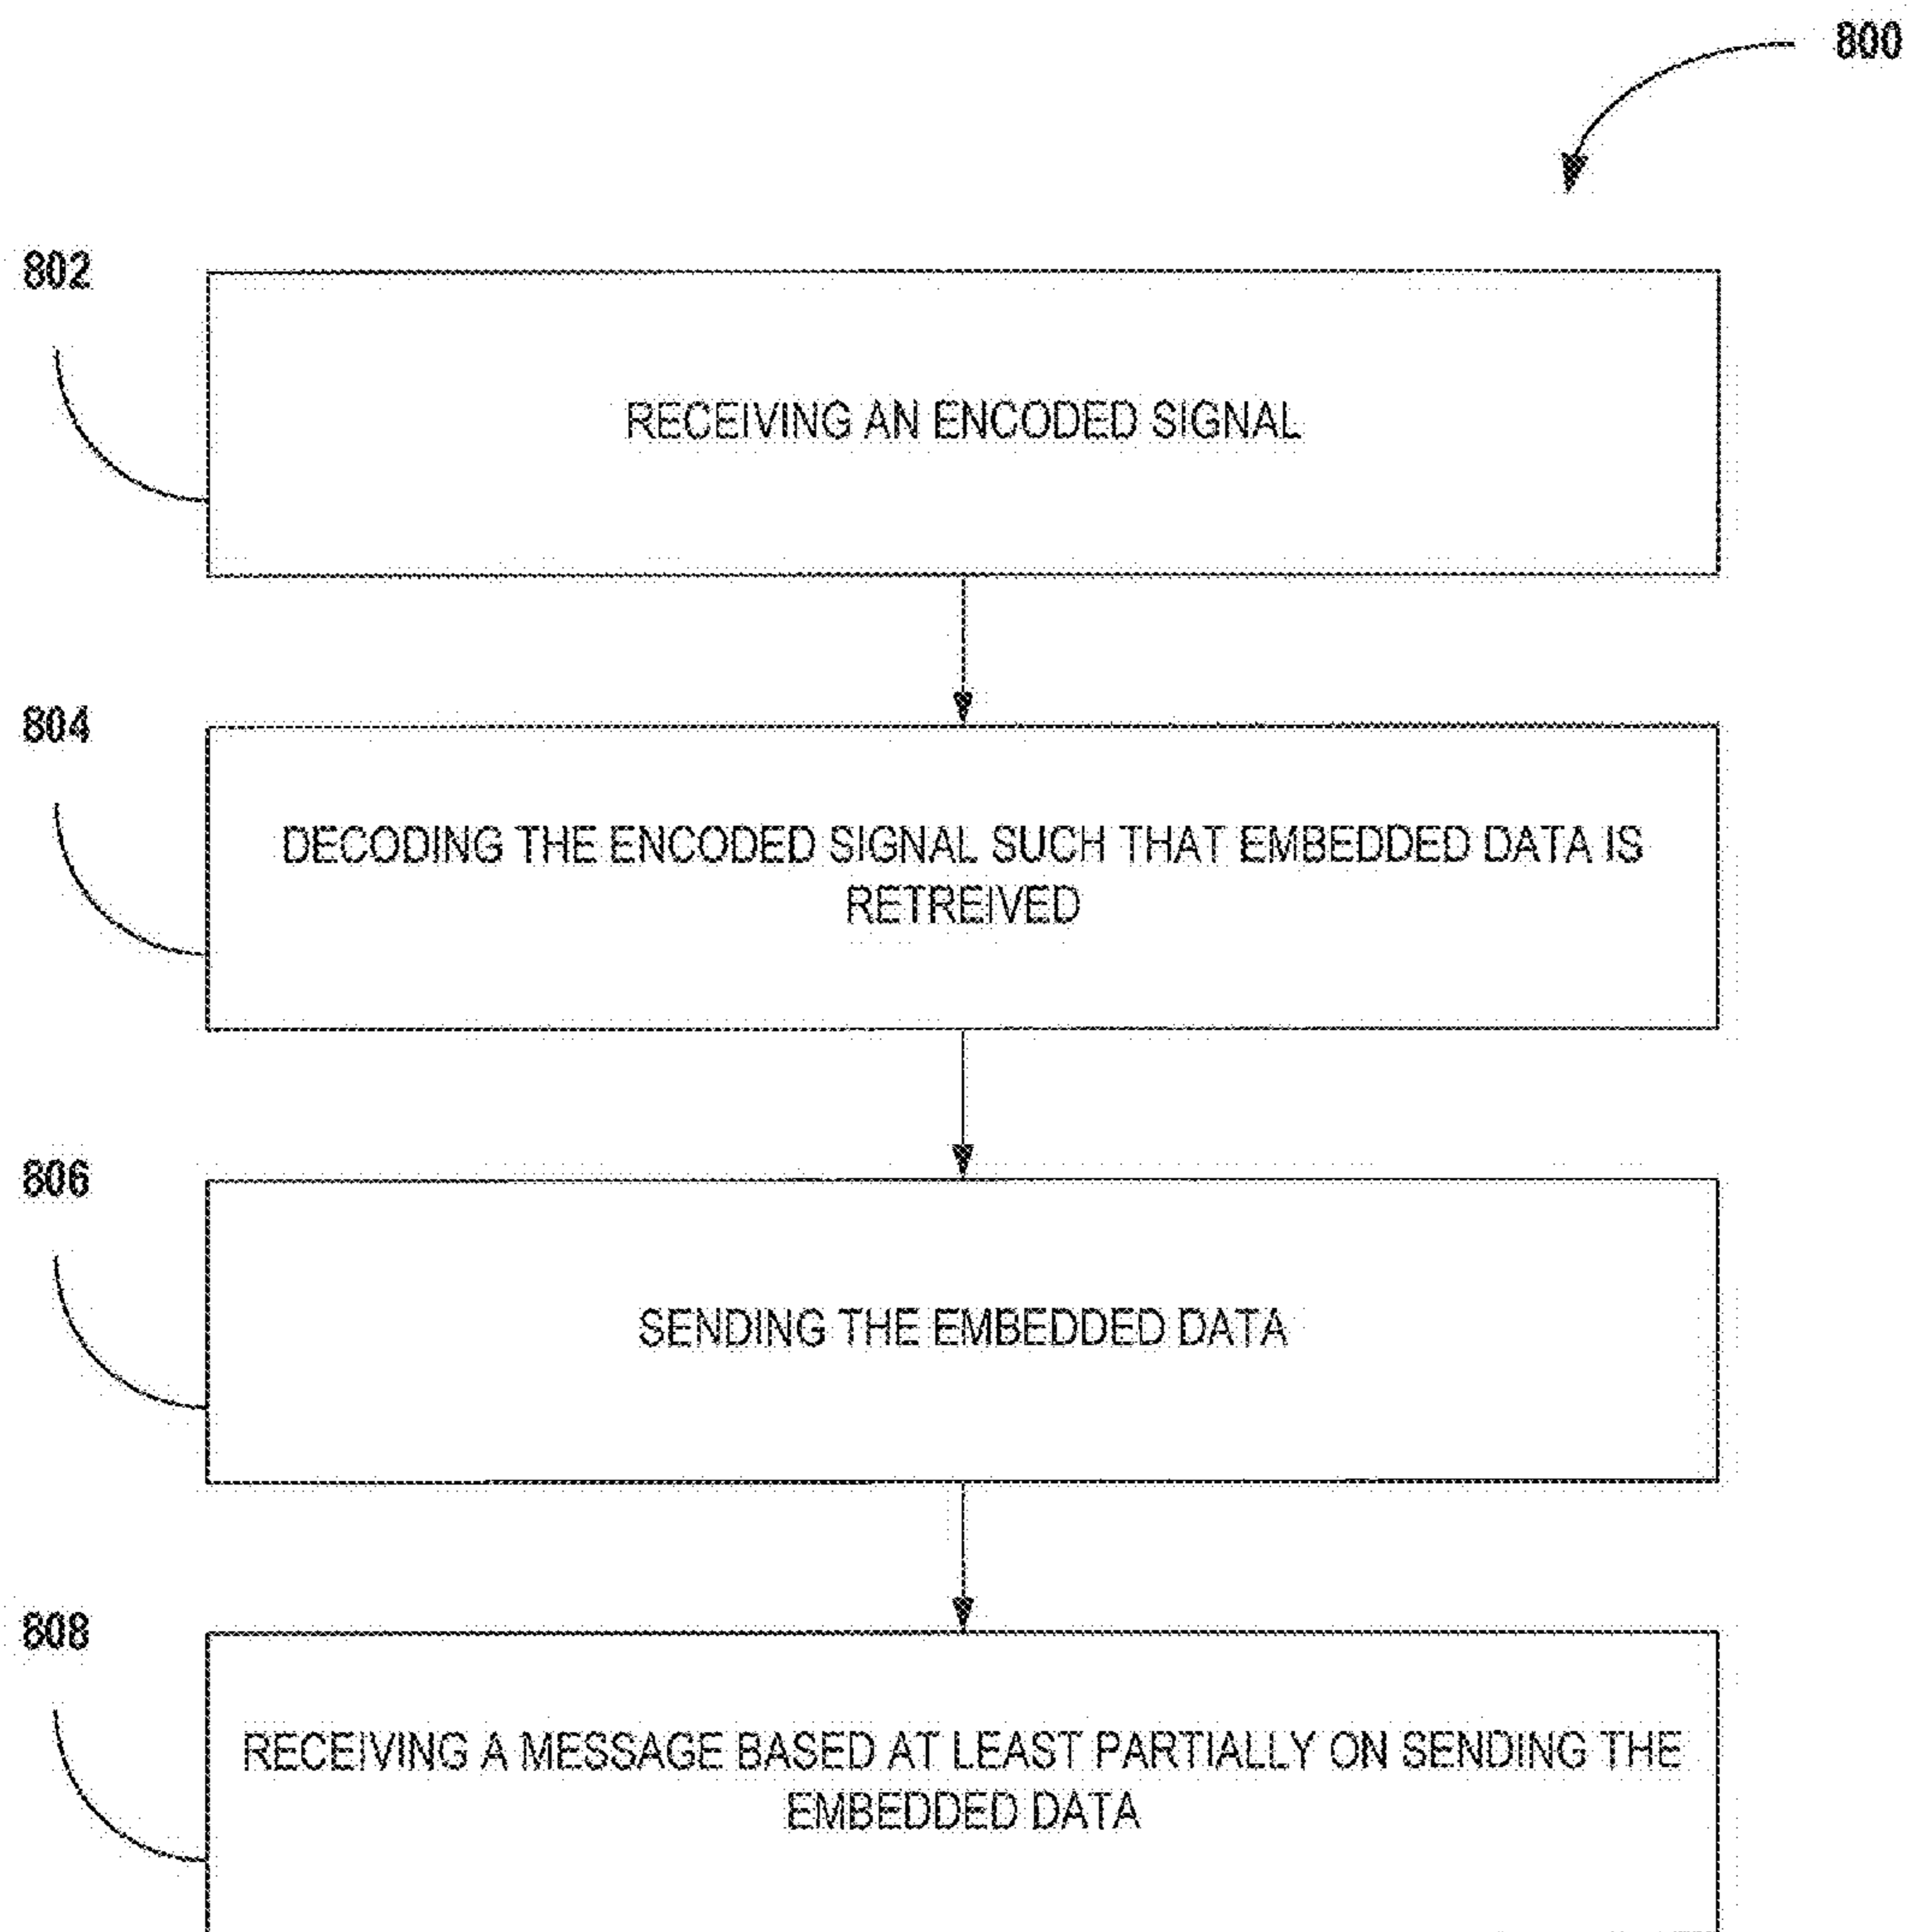 800
802
RECEIVING AN ENCODED SIGNAL
804
DECODING THE ENCODED SIGNAL SUCH THAT EMBEDDED DATA IS
RETREIVED
806
SENDING THE EMBEDDED DATA
808
RECEIVING A MESSAGE BASED AT LEAST PARTIALLY ON SENDING THE
EMBEDDED DATA